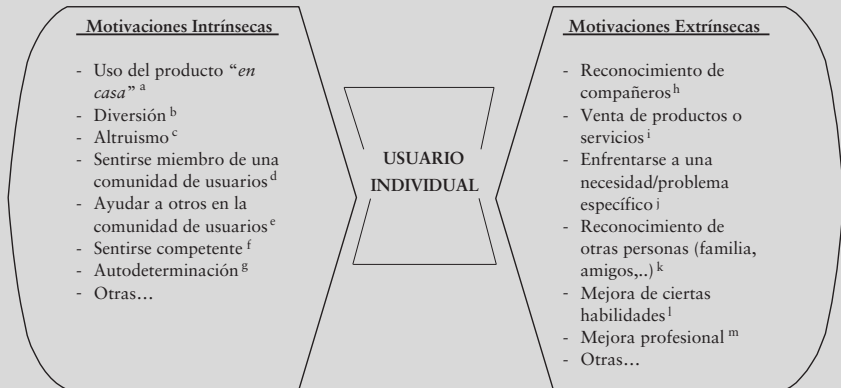 Motivaciones Intrínsecas
- Uso del producto "en
casa" a
- Diversión b
- Altruismo c
- Sentirse miembro de una
comunidad de usuarios d
- Ayudar a otros en la
comunidad de usuarios e
- Sentirse competente f
- Autodeterminación g
- Otras…
USUARIO
INDIVIDUAL
Motivaciones Extrínsecas
- Reconocimiento de
compañeros h
- Venta de productos o
servicios i
- Enfrentarse a una
necesidad/problema
específico j
- Reconocimiento de
otras personas (familia,
amigos,..) k
- Mejora de ciertas
habilidades l
- Mejora profesional m
- Otras…